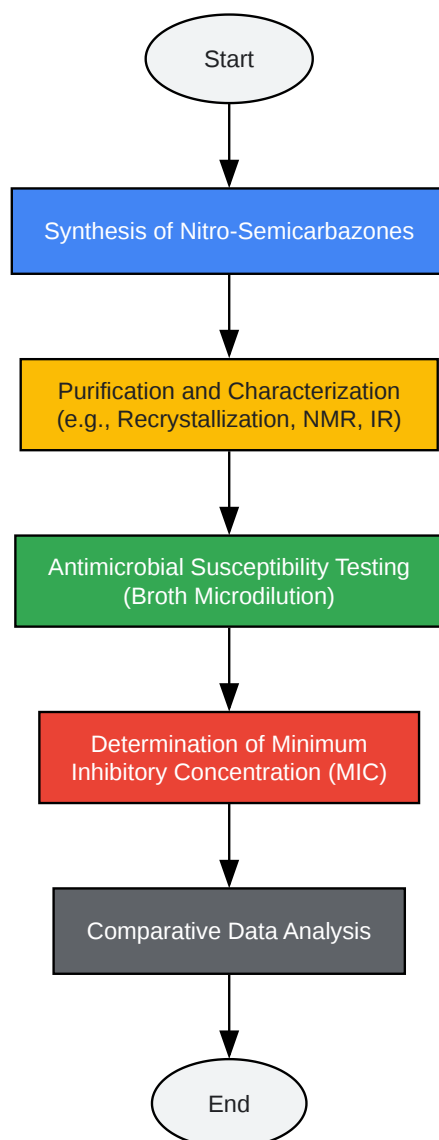 Start
Synthesis of Nitro-Semicarbazones
Purification and Characterization
(e.g., Recrystallization, NMR, IR)
Antimicrobial Susceptibility Testing
(Broth Microdilution)
Determination of Minimum
Inhibitory Concentration (MIC)
Comparative Data Analysis
End